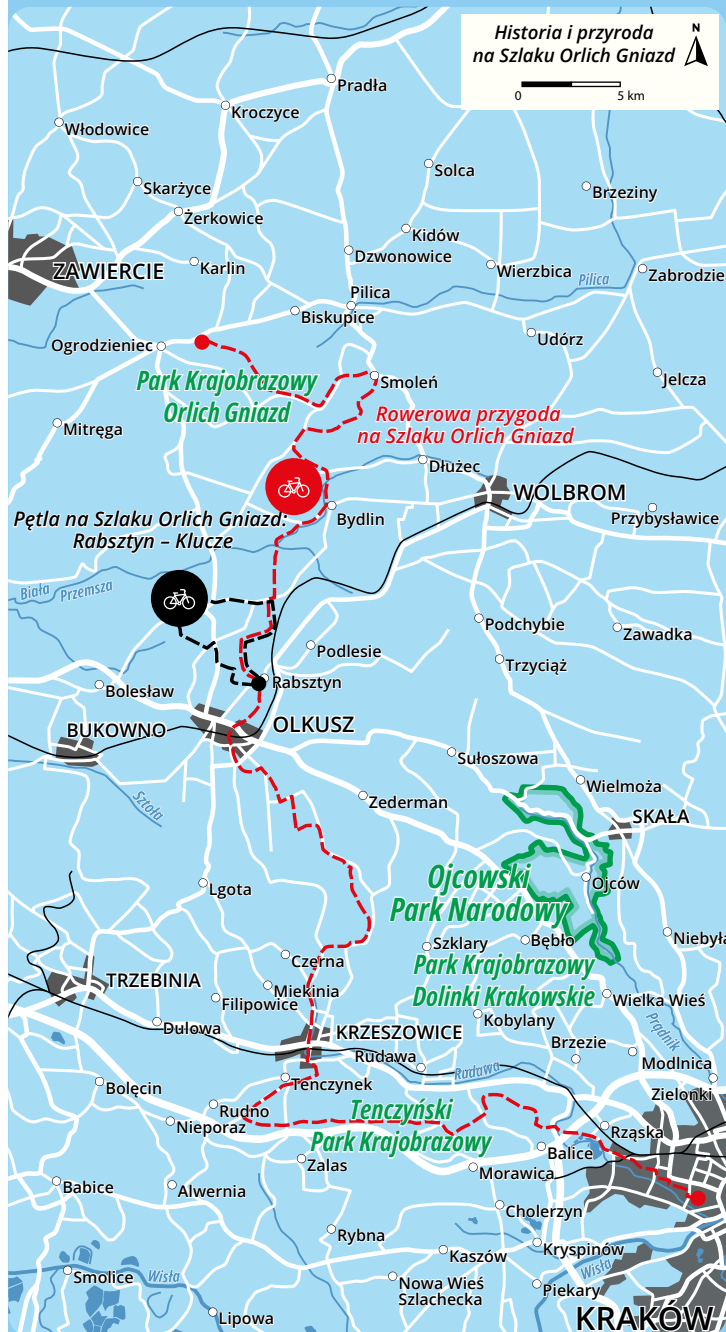 Historia i przyroda
na Szlaku Orlich Gniazd
N
0 5 km
Pradła
Kroczyce
Włodowice
Solca
Skarżyce
Brzeziny
Żerkowice
Kidów
Dzwonowice
ZAWIERCIE
Karlin
Wierzbica
Pilica
Zabrodzie
Pilica
Biskupice
Ogrodzieniec
Udórz
Smoleń
Jelcza
Park Krajobrazowy
Orlich Gniazd
Rowerowa przygoda
na Szlaku Orlich Gniazd
Mitręga
Dłużec
WOLBROM
Bydlin
Przybysławice
Pętla na Szlaku Orlich Gniazd:
Rabsztyn – Klucze
Biała Przemsza
Podchybie
Zawadka
Podlesie
Trzyciąż
Rabsztyn
Bolesław
OLKUSZ
BUKOWNO
Sułoszowa
Wielmoża
Sztoła
Zederman
SKAŁA
Ojcowski
Park Narodowy
Ojców
Lgota
Szklary
Bębło
Niebyła
Czerna
Park Krajobrazowy
Dolinki Krakowskie
TRZEBINIA
Miekinia
Filipowice
Wielka Wieś
Kobylany
Dulowa
KRZESZOWICE
Prądnik
Brzezie
Rudawa
Modlnica
Rudawa
Tenczynek
Bolęcin
Zielonki
Rudno
Tenczyński
Park Krajobrazowy
Nieporaz
Rząska
Balice
Zalas
Morawica
Babice
Alwernia
Cholerzyn
Rybna
Kryspinów
Kaszów
Wisła
Smolice
Wisła
Nowa Wieś
Szlachecka
Piekary
Lipowa
KRAKÓW